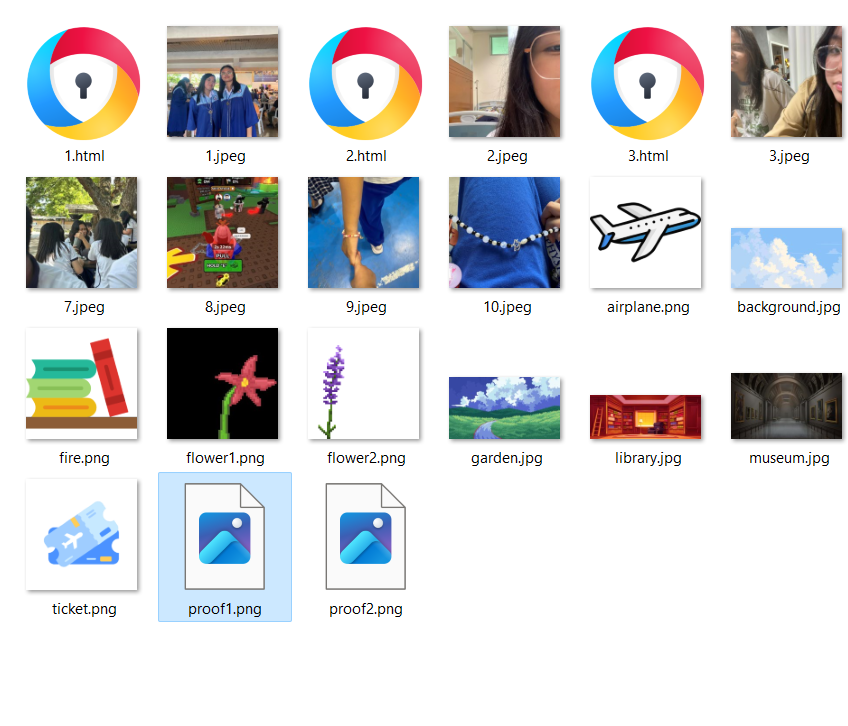 1.html
1.jpeg
2.html
2.jpeg
3.html
3.jpeg
7.jpeg
8.jpeg
9.jpeg
10.jpeg
airplane.png
background.jpg
fire.png
flower1.png
flower2.png
garden.jpg
library.jpg
museum.jpg
ticket.png
proof1.png
proof2.png